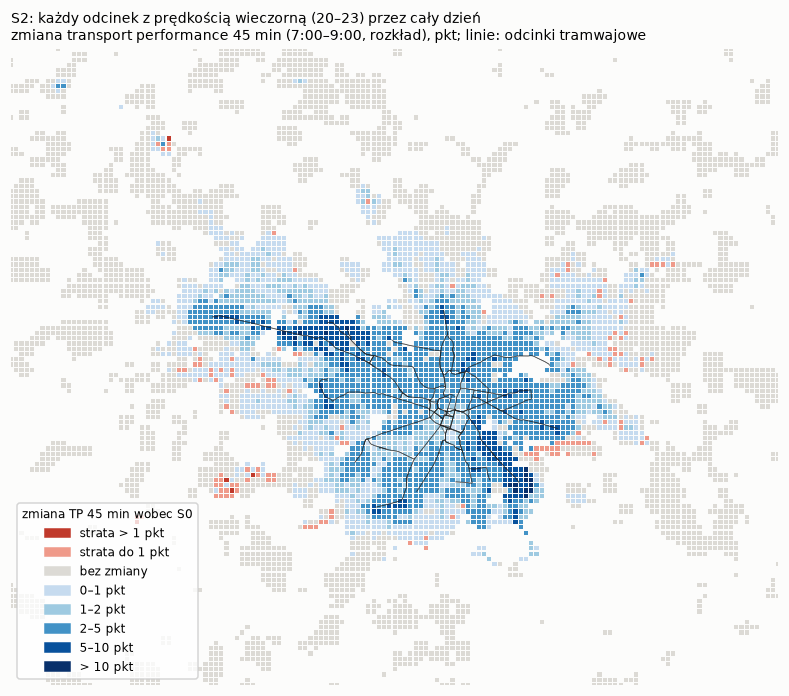 S2: każdy odcinek z prędkością wieczorną (20–23) przez cały dzień
zmiana transport performance 45 min (7:00–9:00, rozkład), pkt; linie: odcinki tramwajowe
zmiana TP 45 min wobec S0
strata > 1 pkt
strata do 1 pkt
bez zmiany
0–1 pkt
1–2 pkt
2–5 pkt
5–10 pkt
> 10 pkt